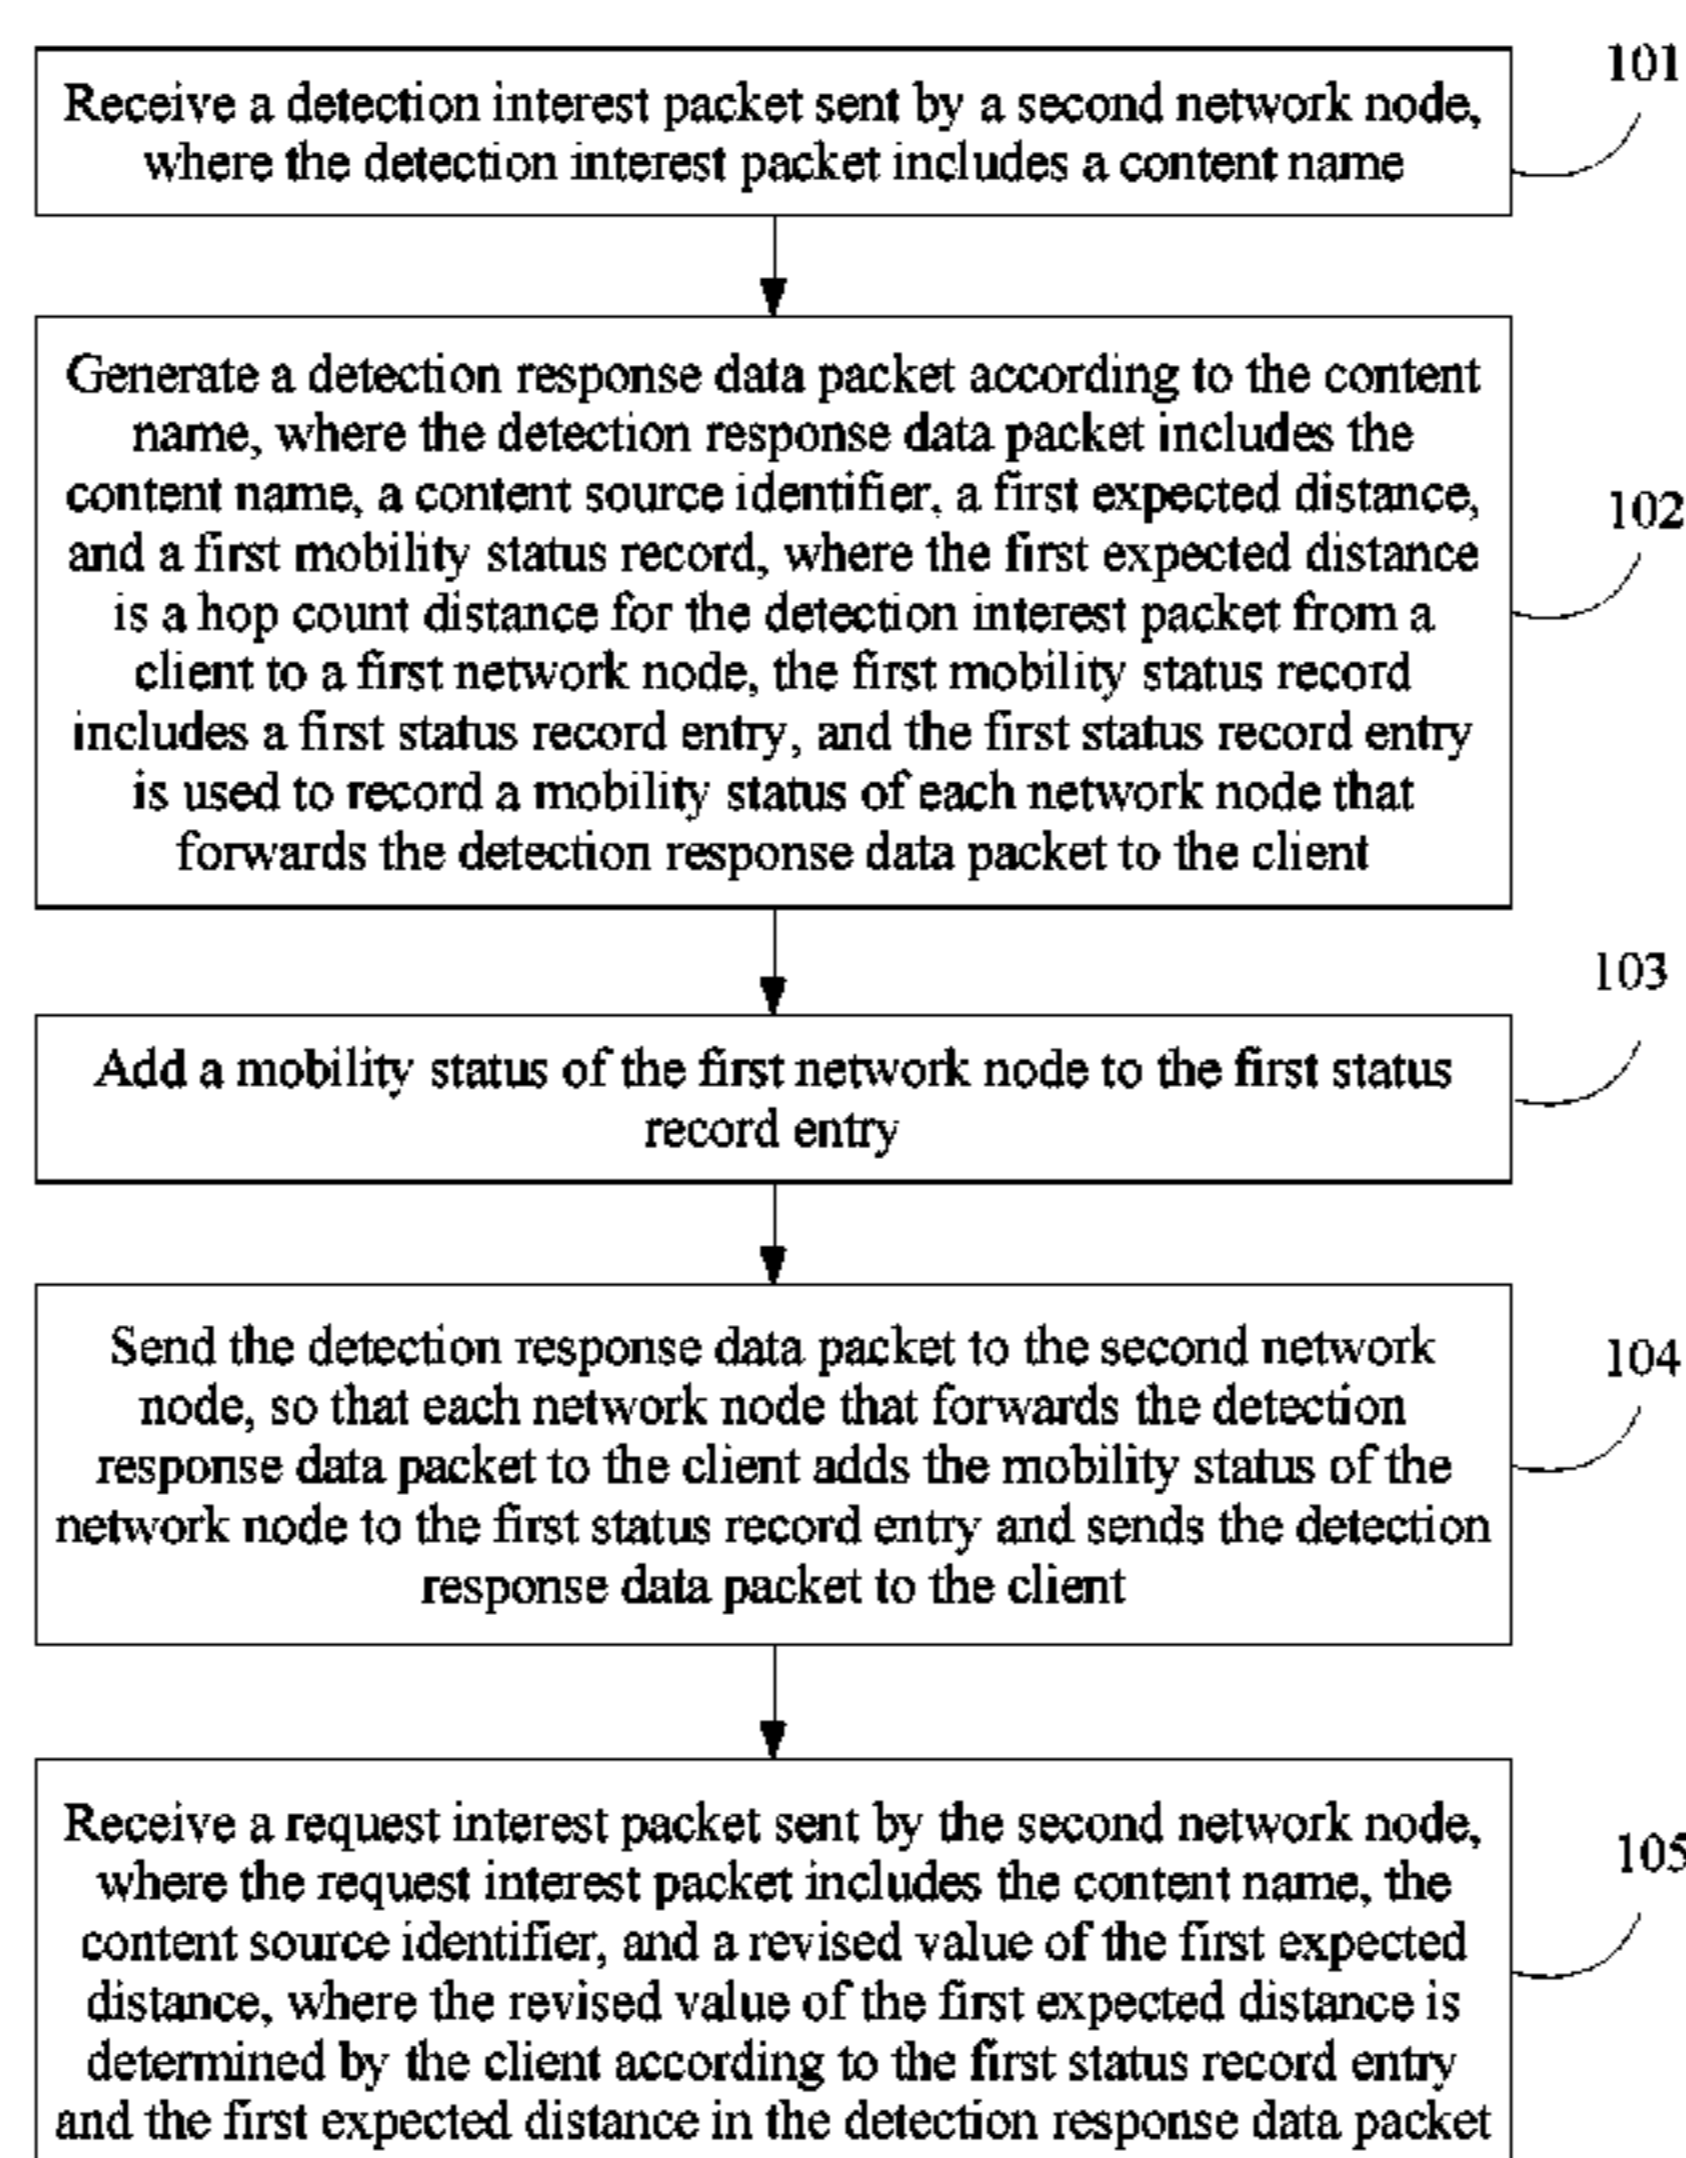 101
Receive a detection interest packet sent by a second network node,
where the detection interest packet includes a content name
Generate a detection response data packet according to the content
name, where the detection response data packet includes the
content name, a content source identifier, a first expected distance,
and a first mobility status record, where the first expected distance
is a hop count distance for the detection interest packet from a
client to a first network node, the first mobility status record
includes a first status record entry, and the first status record entry
is used to record a mobility status of each network node that
forwards the detection response data packet to the client
102
103
Add a mobility status of the first network node to the first status
record entry
Send the detection response data packet to the second network
node, so that each network node that forwards the detection
response data packet to the client adds the mobility status of the
network node to the first status record entry and sends the detection
response data packet to the client
104
Receive a request interest packet sent by the second network node,
where the request interest packet includes the content name, the
content source identifier, and a revised value of the first expected
distance, where the revised value of the first expected distance is
determined by the client according to the first status record entry
and the first expected distance in the detection response data packet
105